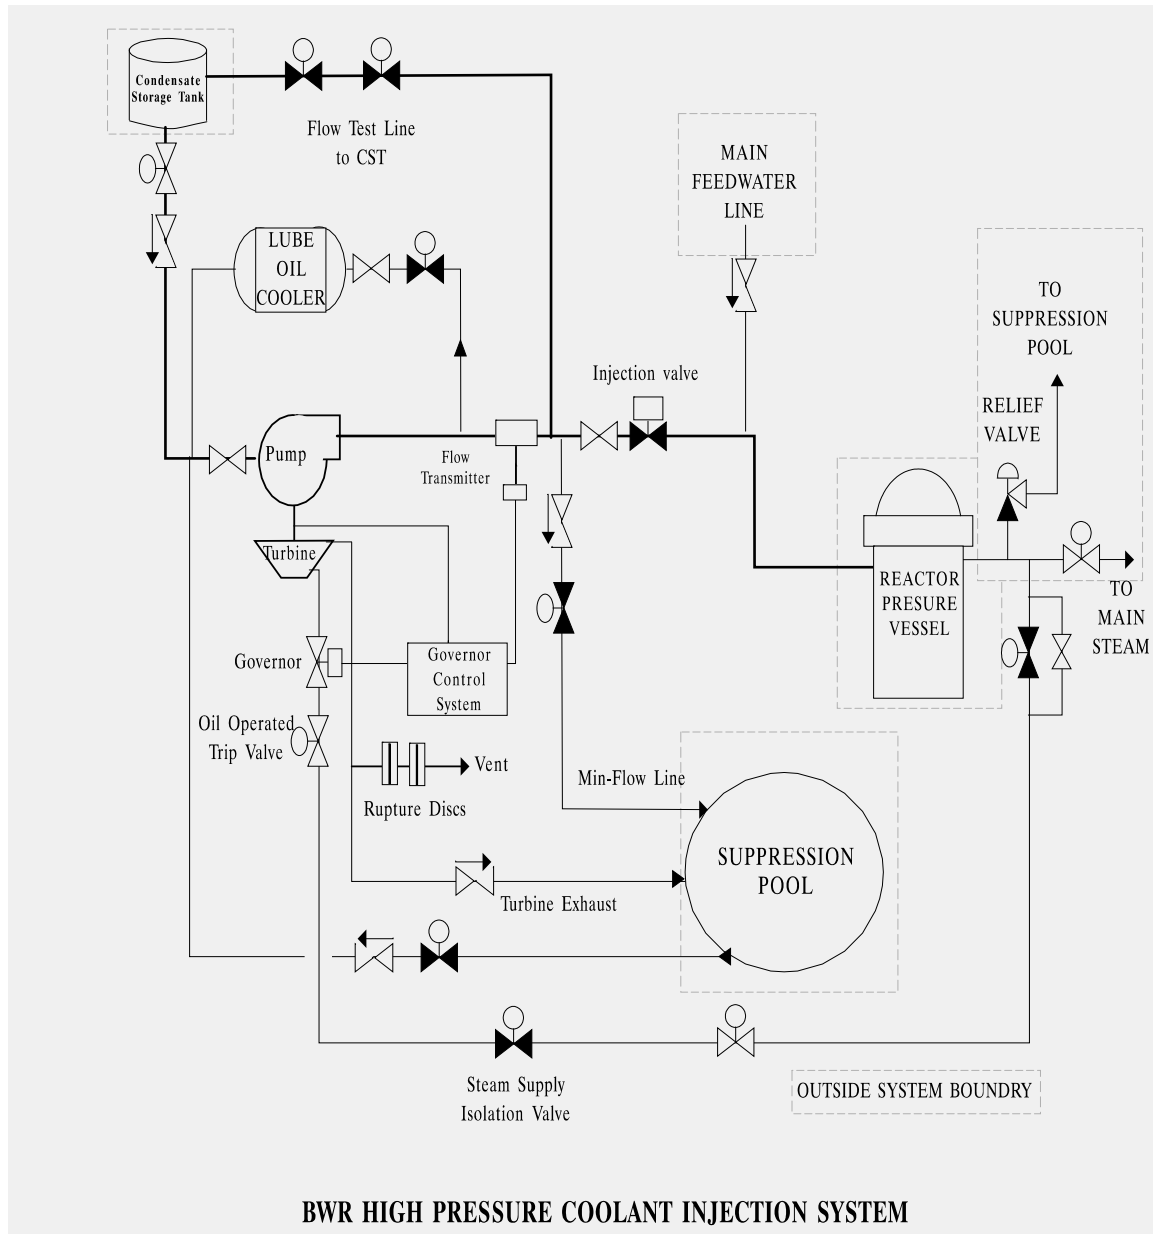 Condensate
Storage Tank
Flow Test Line
to CST
MAIN
FEEDWATER
LINE
LUBE
OIL
COOLER
TO
SUPPRESSION
POOL
Injection valve
RELIEF
VALVE
Pump
Flow
Transmitter
Turbine
REACTOR
PRESURE
VESSEL
TO
MAIN
STEAM
Governor
Governor
Control
System
Oil Operated
Trip Valve
Vent
Rupture Discs
Min-Flow Line
SUPPRESSION
POOL
Turbine Exhaust
Steam Supply
Isolation Valve
OUTSIDE SYSTEM BOUNDRY
BWR HIGH PRESSURE COOLANT INJECTION SYSTEM